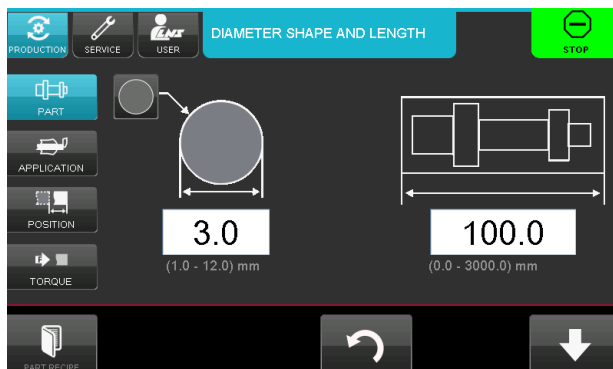 PRODUCTION
SERVICE
LNS
USER
DIAMETER SHAPE AND LENGTH
STOP
PART
APPLICATION
POSITION
TORQUE
3.0
(1.0 - 12.0) mm
100.0
(0.0 - 3000.0) mm
PART RECIPE